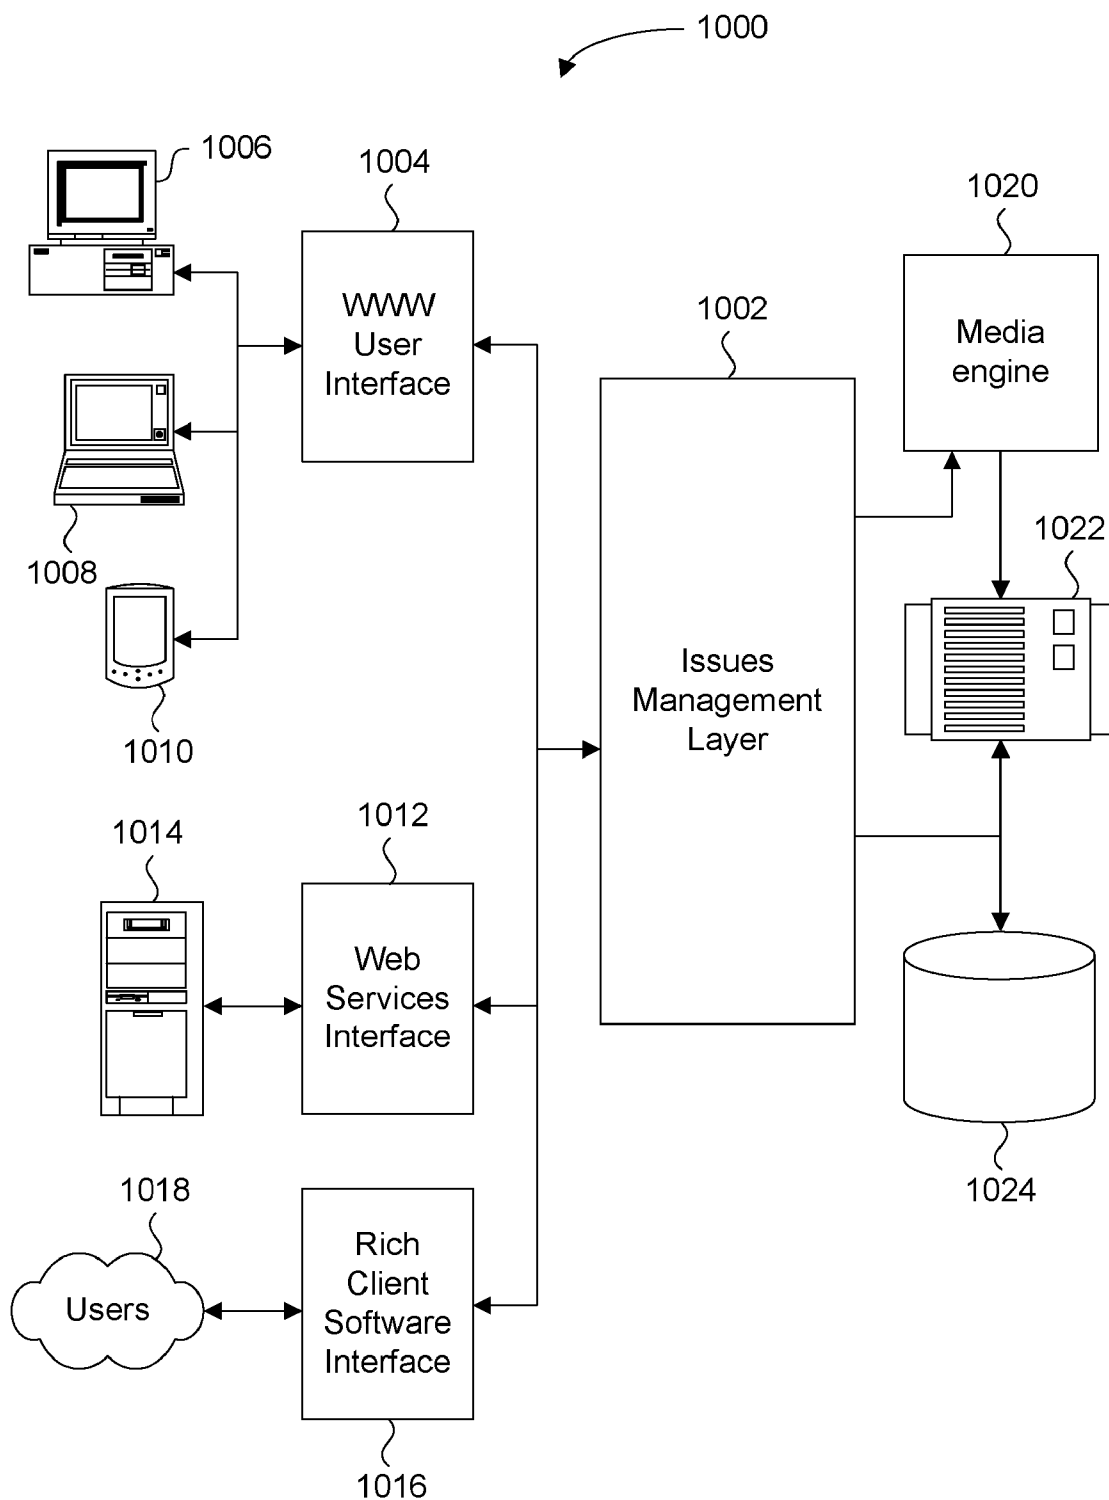 1000
1006
1004
1020
WWW
User
Interface
1002
Media
engine
1008
1022
1010
Issues
Management
Layer
1014
1012
Web
Services
Interface
1018
1024
Users
Rich
Client
Software
Interface
1016